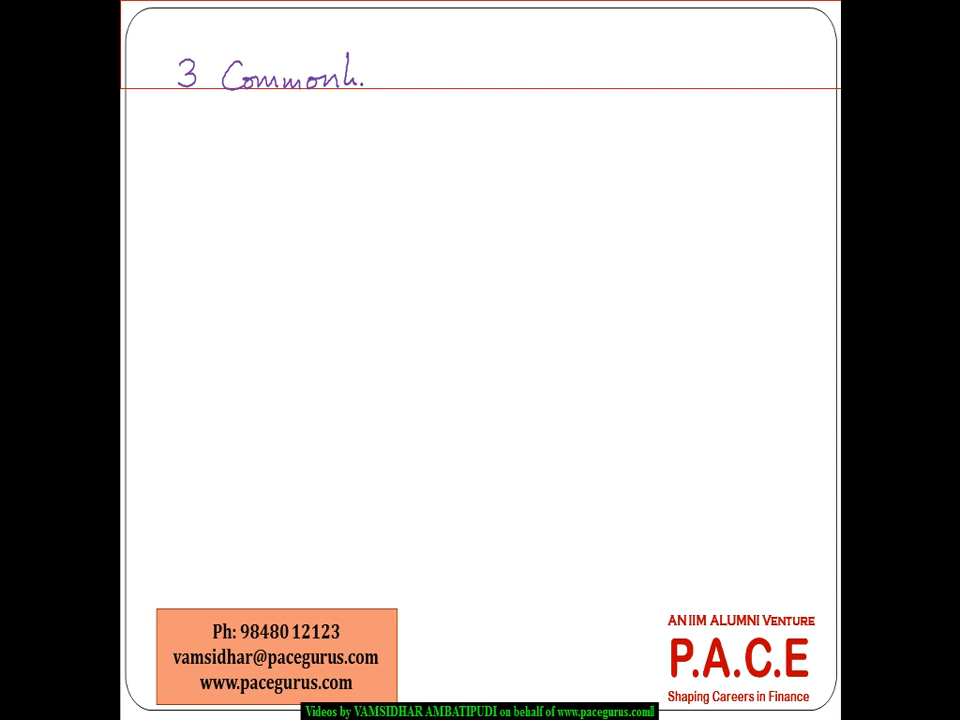 3 Commonh.
Ph: 98480 12123
vamsidhar@pacegurus.com
www.pacegurus.com
AN IIM ALUMNI VENTURE
P.A.C.E
Shaping Careers in Finance
Videos by VAMSIDHAR AMBATIPUDI on behalf of www.pacegurus.com